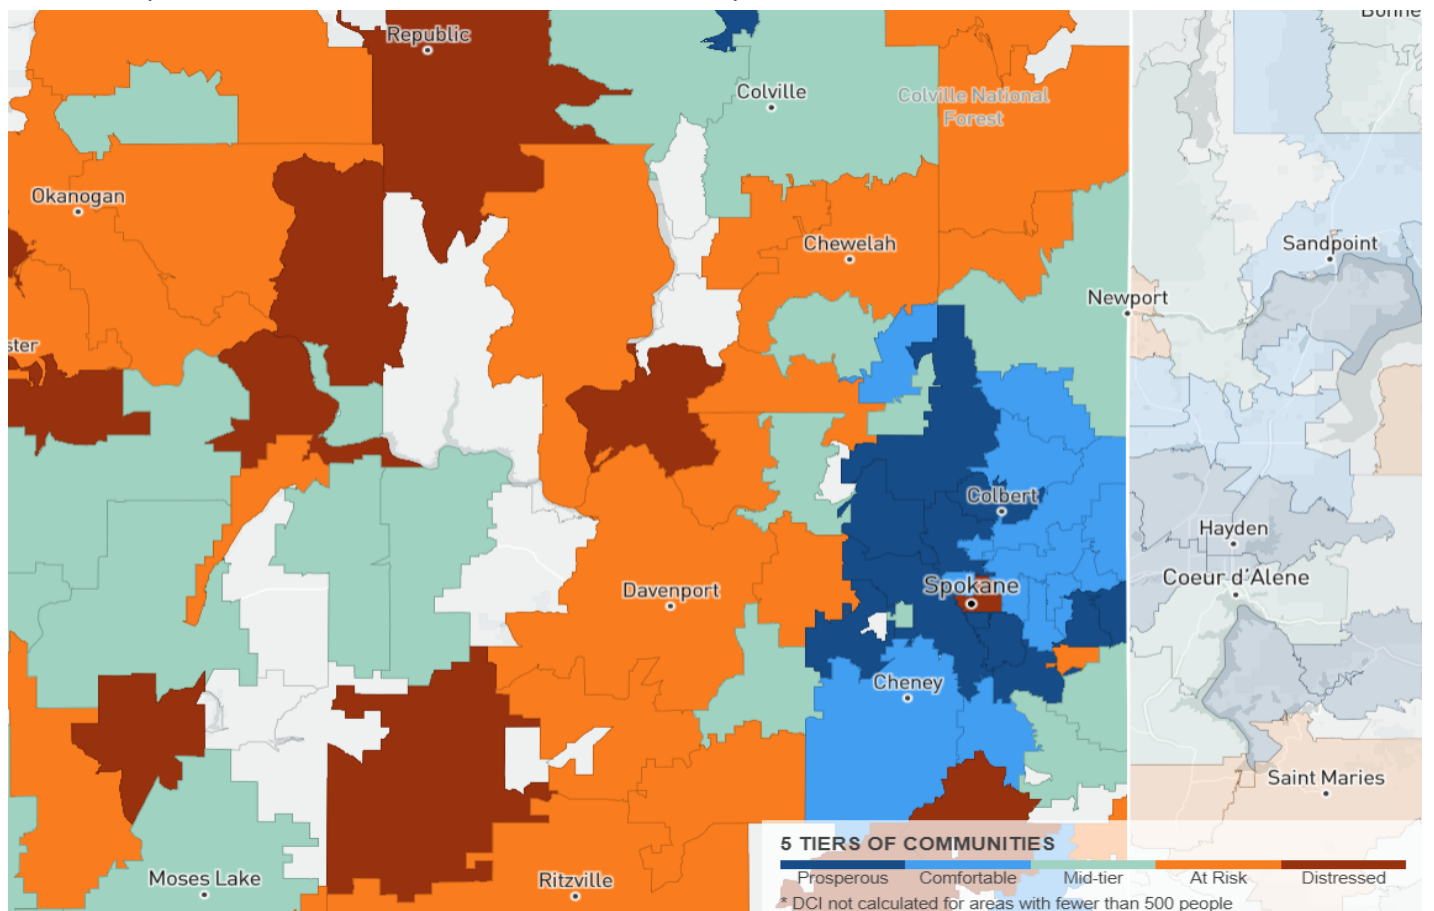 Republic
Colville
Colville National
Forest
Okanogan
Chewelah
Sandpoint
Newport
ster
Colbert
Hayden
Coeur d'Alene
Spokane
Davenport
Cheney
Saint Maries
Moses Lake
Ritzville
5 TIERS OF COMMUNITIES
Prosperous Comfortable Mid-tier At Risk Distressed
* DCI not calculated for areas with fewer than 500 people